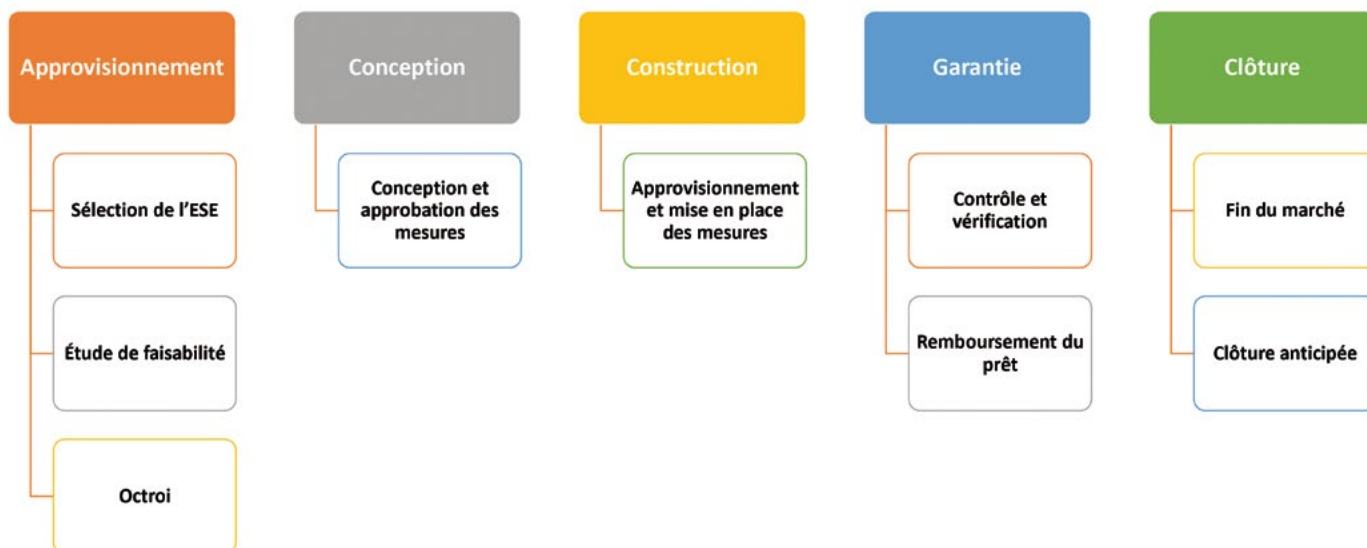 Approvisionnement
Sélection de l'ESE
Étude de faisabilité
Octroi
Conception
Conception et
approbation des
mesures
Construction
Approvisionnement
et mise en place
des mesures
Garantie
Contrôle et
vérification
Remboursement du
prêt
Clôture
Fin du marché
Clôture anticipée